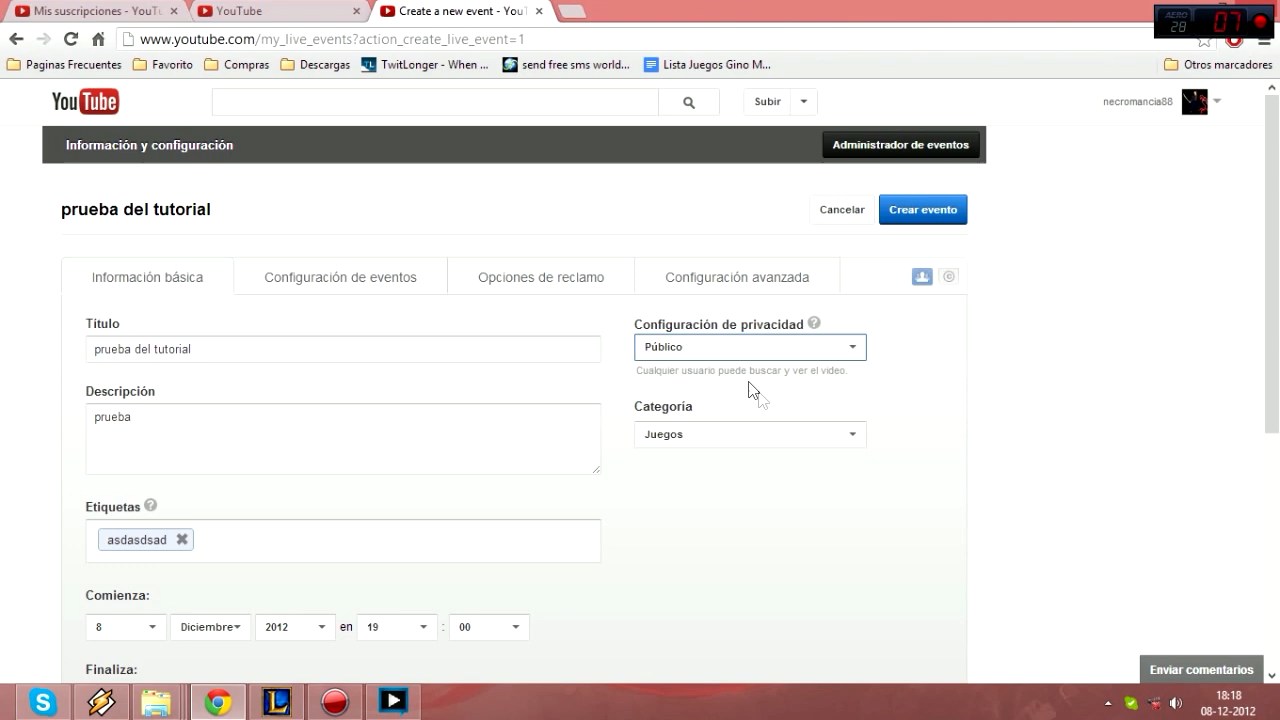 Mis suscripciones - YouTu
YouTube
Create a new event - YouT
AERO
28
07
www.youtube.com/my_live_events?action_create_live_event=1
Paginas Frecuentes
Favorito
Compras
Descargas
TwitLonger - When ...
send free sms world...
Lista Juegos Gino M...
Otros marcadores
YouTube
Subir
necromancia88
Información y configuración
Administrador de eventos
prueba del tutorial
Cancelar
Crear evento
Información básica
Configuración de eventos
Opciones de reclamo
Configuración avanzada
Título
Configuración de privacidad
prueba del tutorial
Público
Cualquier usuario puede buscar y ver el video.
Descripción
Categoría
prueba
Juegos
Etiquetas
asdasdsad
Comienza:
8 Diciembre 2012 en 19 : 00
Finaliza:
Enviar comentarios
18:18
08-12-2012